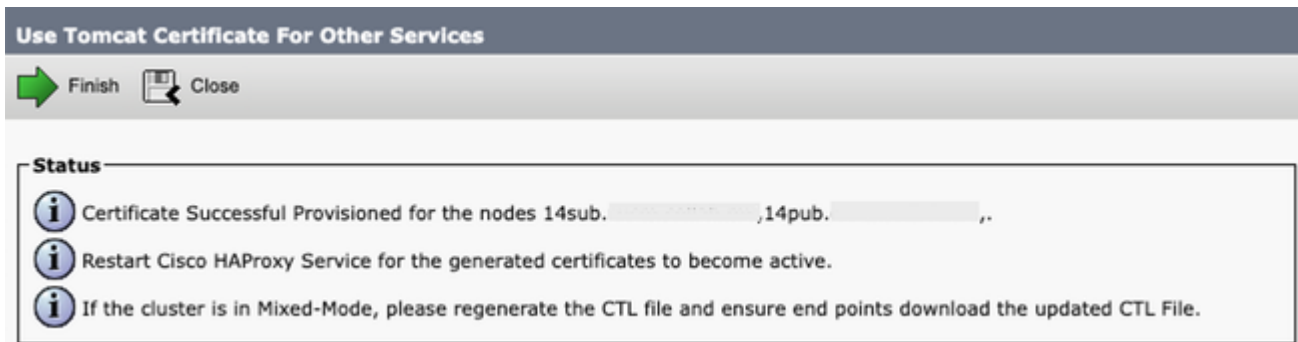 Use Tomcat Certificate For Other Services
Finish Close
Status
Certificate Successful Provisioned for the nodes 14sub. ,14pub. ,.
Restart Cisco HAProxy Service for the generated certificates to become active.
If the cluster is in Mixed-Mode, please regenerate the CTL file and ensure end points download the updated CTL File.